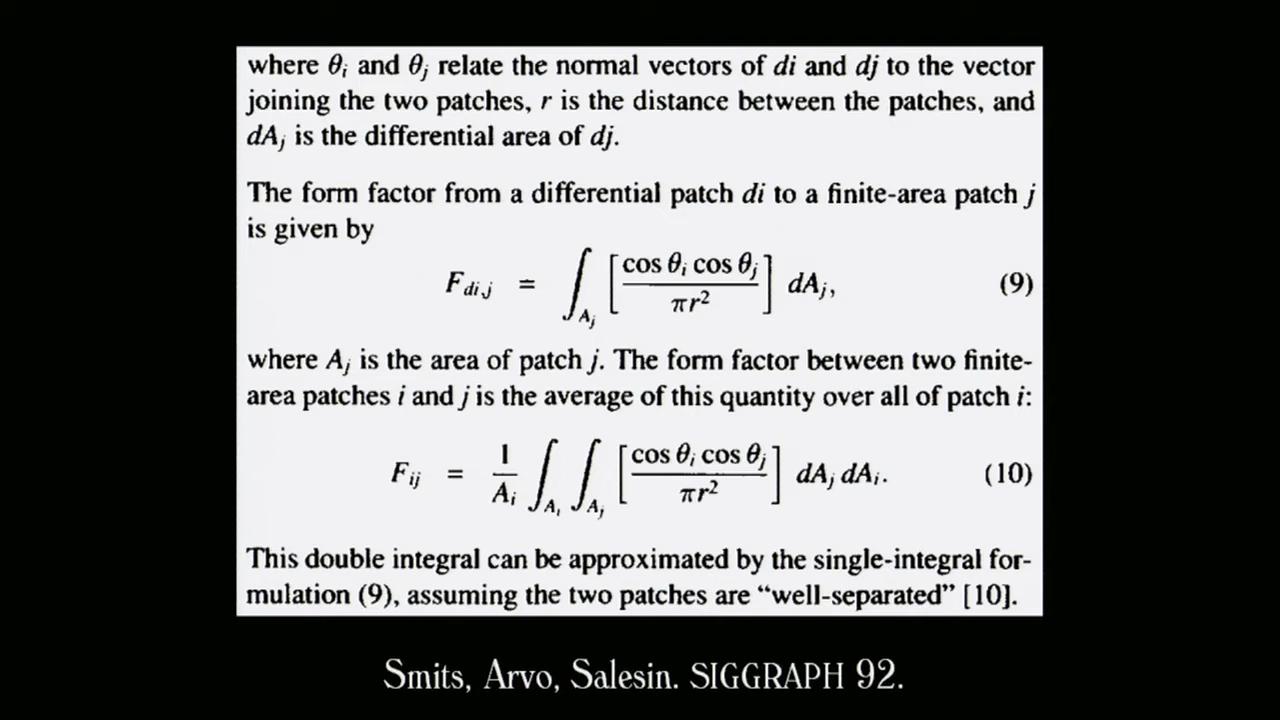 where θᵢ and θⱼ relate the normal vectors of di and dj to the vector
joining the two patches, r is the distance between the patches, and
dAⱼ is the differential area of dj.
The form factor from a differential patch di to a finite-area patch j
is given by
F_{di,j} = ∫_{Aⱼ} [cos θᵢ cos θⱼ / πr²] dAⱼ, (9)
where Aⱼ is the area of patch j. The form factor between two finite-
area patches i and j is the average of this quantity over all of patch i:
F_{ij} = 1/Aᵢ ∫_{Aᵢ} ∫_{Aⱼ} [cos θᵢ cos θⱼ / πr²] dAⱼ dAᵢ. (10)
This double integral can be approximated by the single-integral for-
mulation (9), assuming the two patches are “well-separated” [10].
Smits, Arvo, Salesin. SIGGRAPH 92.